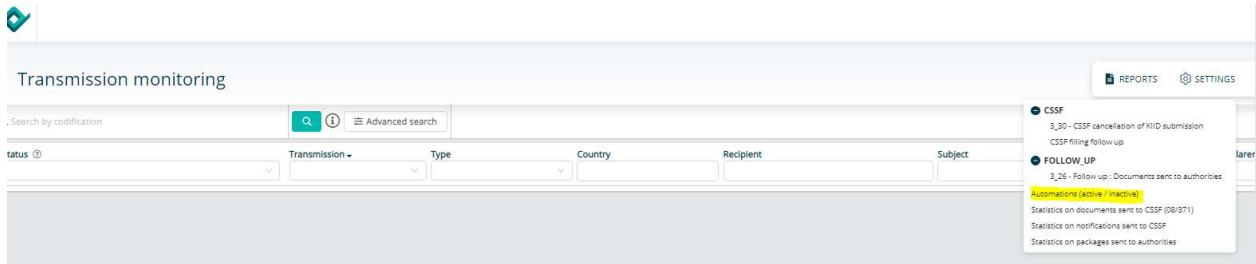 Transmission monitoring
REPORTS SETTINGS
Search by codification
Advanced search
CSSF
3_30 - CSSF cancellation of KIID submission
CSSF filling follow up
FOLLOW_UP
3_26 - Follow up : Documents sent to authorities
Automations (active / inactive)
Statistics on documents sent to CSSF (08/371)
Statistics on notifications sent to CSSF
Statistics on packages sent to authorities
tatus Transmission Type Country Recipient Subject larer